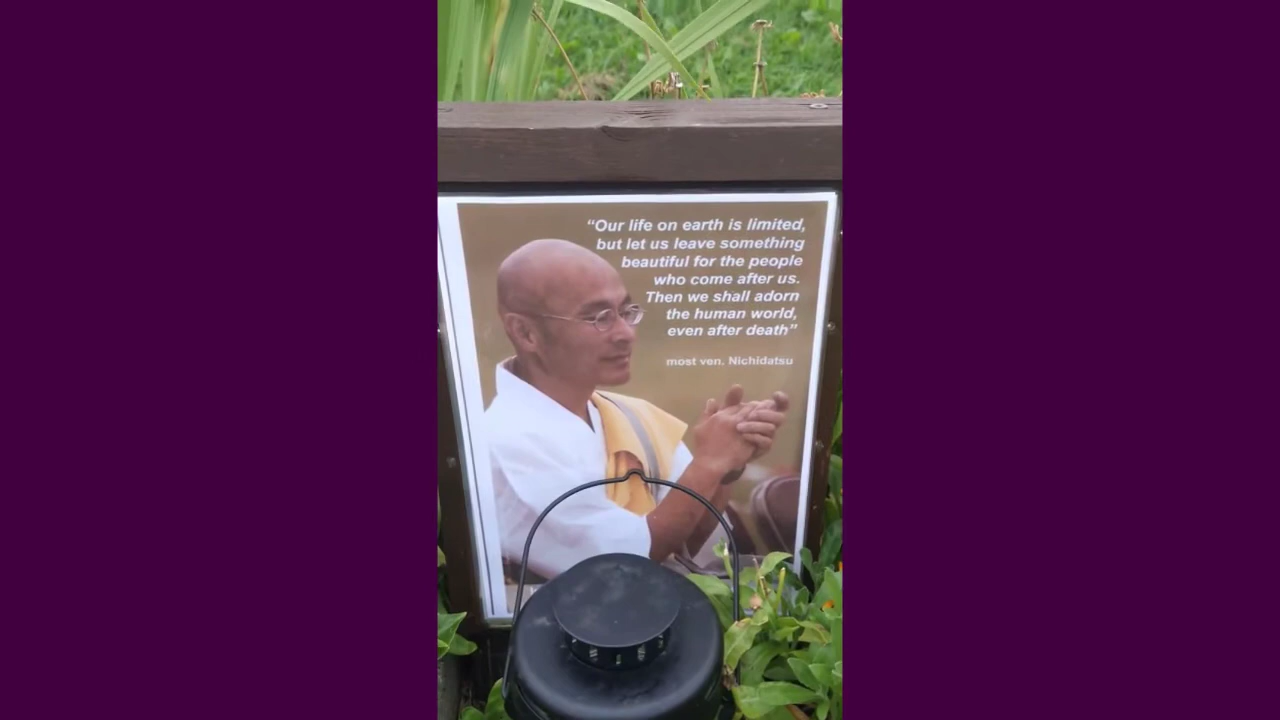 “Our life on earth is limited,
but let us leave something
beautiful for the people
who come after us.
Then we shall adorn
the human world,
even after death”
most ven. Nichidatsu